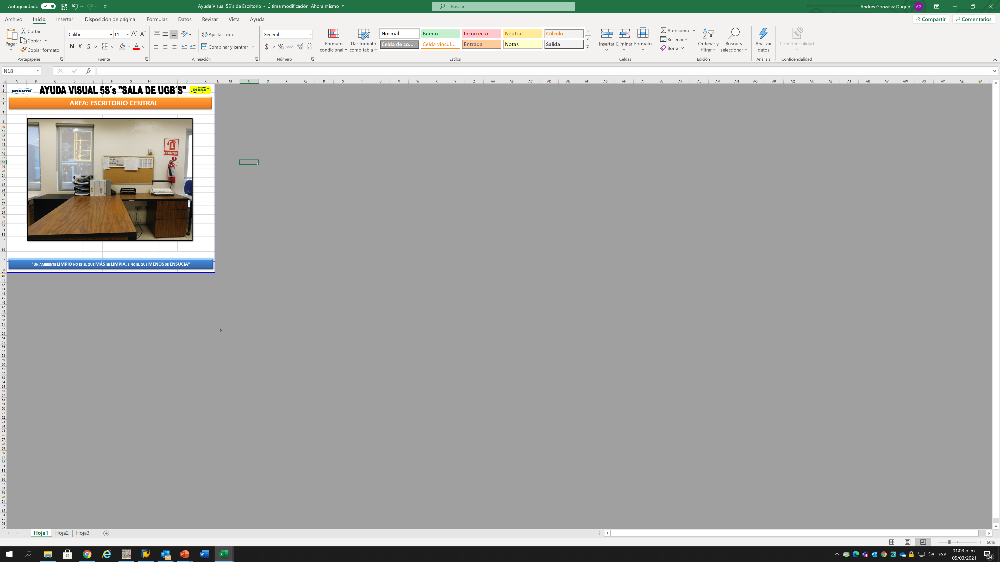 Autoguardado
Ayuda Visual 5S´s de Escritorio - Última modificación: Ahora mismo
Buscar
Andres Gonzalez Duque AG
Archivo Inicio Insertar Disposición de página Fórmulas Datos Revisar Vista Ayuda
Compartir Comentarios
Pegar
Cortar
Copiar
Copiar formato
Portapapeles
Calibri 11
N K S
Fuente
Ajustar texto
Combinar y centrar
Alineación
General
$ % 000
Número
Formato condicional
Dar formato como tabla
Normal Bueno Incorrecto Neutral Cálculo
Celda de co... Celda vincul... Entrada Notas Salida
Estilos
Insertar Eliminar Formato
Celdas
Autosuma
Rellenar
Borrar
Ordenar y filtrar
Buscar y seleccionar
Edición
Analizar datos
Análisis
Confidencialidad
Confidencialidad
N18
fx
A B C D E F G H I J K L M N O P Q R S T U V W X Y Z AA AB AC AD AE AF AG AH AI AJ AK AL AM AN AO AP AQ AR AS AT AU AV AW AX AY AZ BA
ENERYA
AYUDA VISUAL 5S´s "SALA DE UGB´S"
RIASA
AREA: ESCRITORIO CENTRAL
EXTINTOR
6
"UN AMBIENTE LIMPIO NO ES EL QUE MÁS SE LIMPIA, SINO EL QUE MENOS SE ENSUCIA"
3
Hoja1 Hoja2 Hoja3
60%
ESP
01:08 p. m.
05/03/2021
34